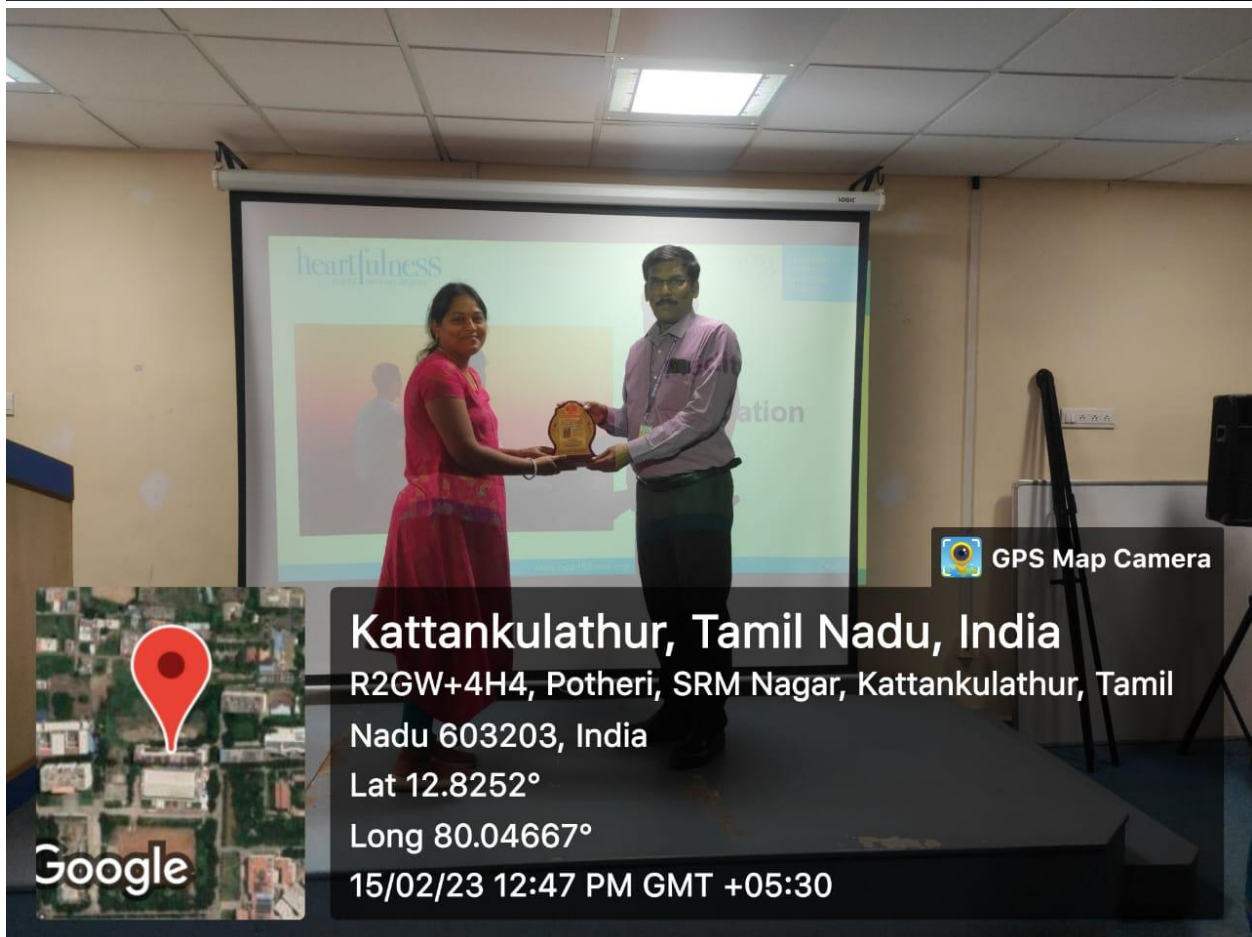 LOGIC
heartfulness
ation
GPS Map Camera
Kattankulathur, Tamil Nadu, India
R2GW+4H4, Potheri, SRM Nagar, Kattankulathur, Tamil
Nadu 603203, India
Lat 12.8252°
Long 80.04667°
15/02/23 12:47 PM GMT +05:30
Google